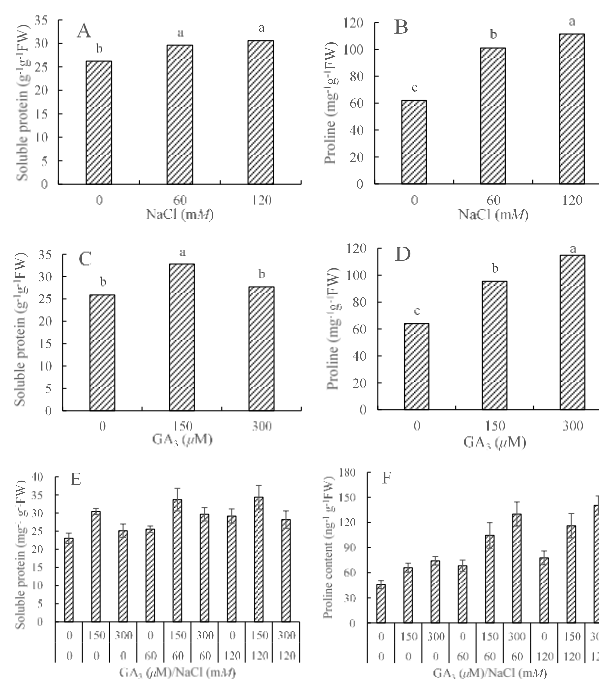 A
Soluble protein (g⁻¹g⁻¹FW)
35
30
25
20
15
10
5
0
b
a
a
0 60 120
NaCl (mM)
B
Proline (mg⁻¹g⁻¹FW)
120
100
80
60
40
20
0
c
b
a
0 60 120
NaCl (mM)
C
Soluble protein (g⁻¹g⁻¹FW)
35
30
25
20
15
10
5
0
b
a
b
0 150 300
GA₃ (μM)
D
Proline (mg⁻¹g⁻¹FW)
120
100
80
60
40
20
0
c
b
a
0 150 300
GA₃ (μM)
E
Soluble protein (mg⁻ g⁻¹FW)
40
35
30
25
20
15
10
5
0
0 150 300 0 150 300 0 150 300
0 0 0 60 60 60 120 120 120
GA₃ (μM)/NaCl (mM)
F
Proline content (ng¹ g¹FW)
180
150
120
90
60
30
0
0 150 300 0 150 300 0 150
0 0 0 60 60 60 120 120 120
GA₃ (μM)/NaCl (mM)